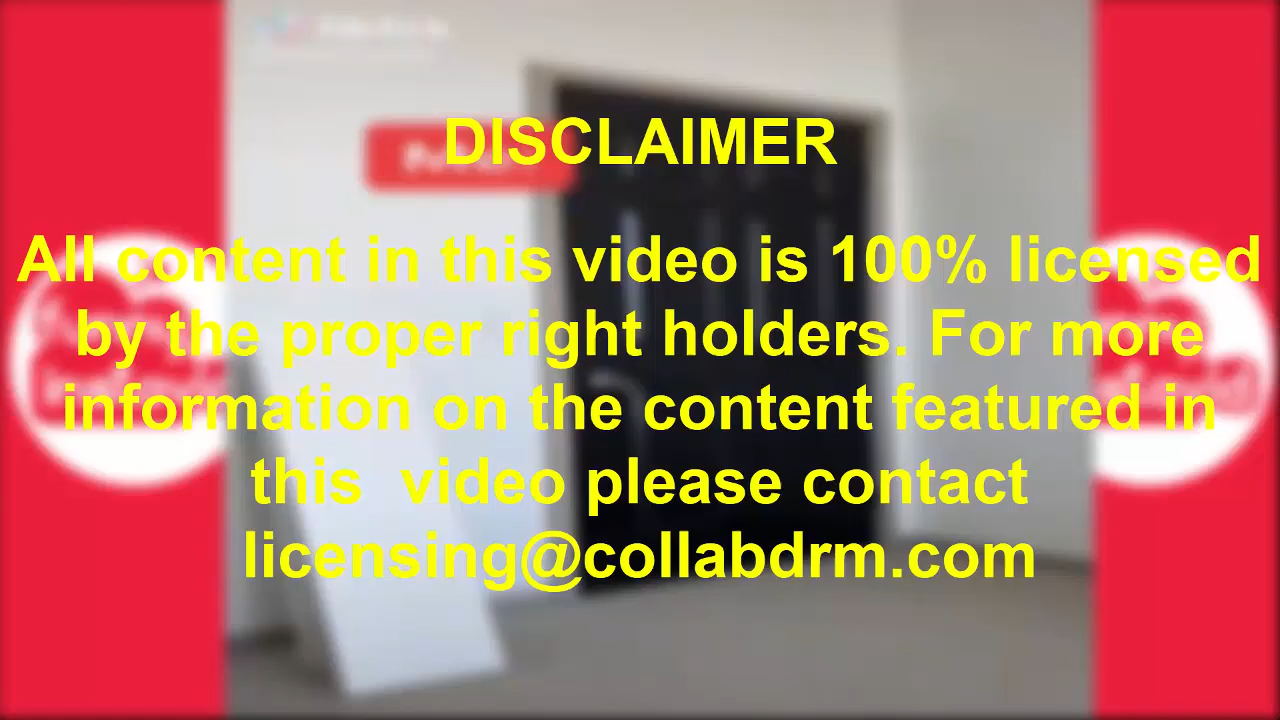 DISCLAIMER
All content in this video is 100% licensed
by the proper right holders. For more
information on the content featured in
this  video please contact
licensing@collabdrm.com